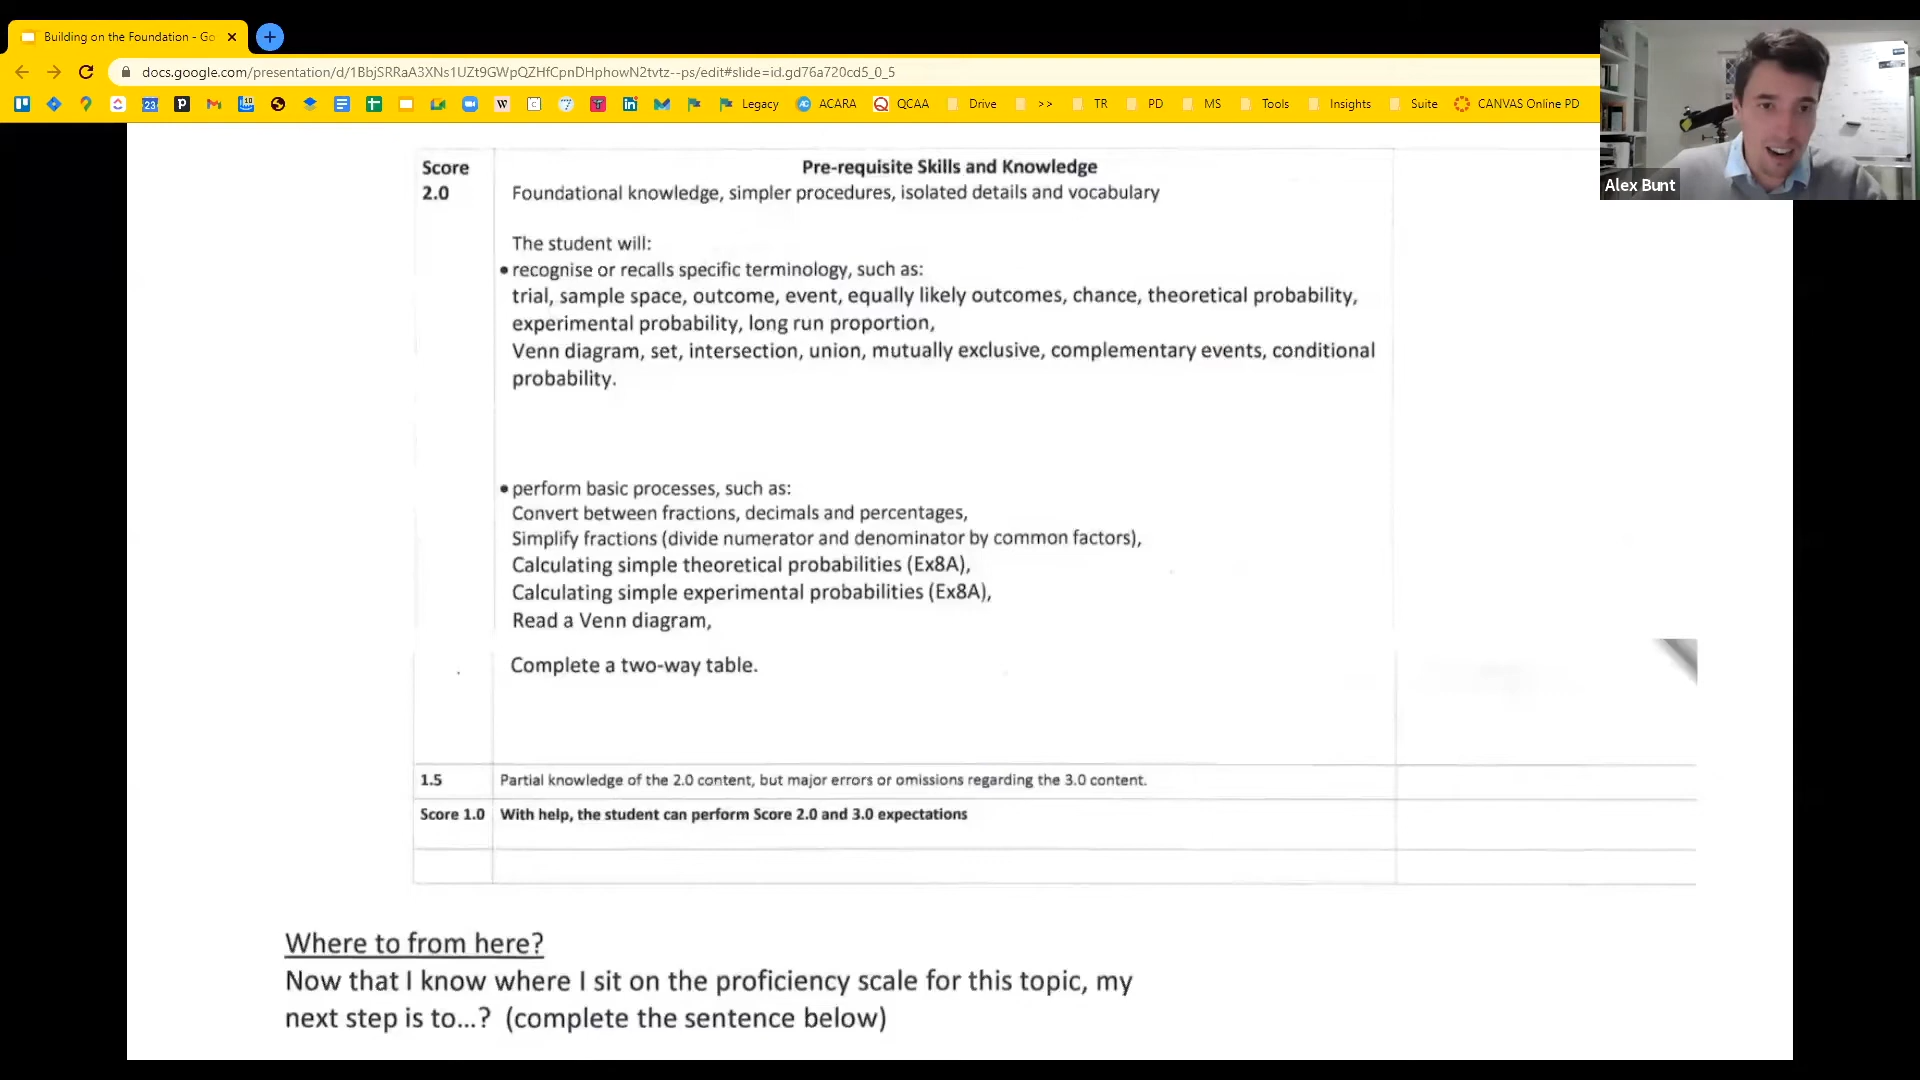 Building on the Foundation - Go
docs.google.com/presentation/d/1BbjSRRaA3XNs1UZt9GWpQZHfCpnDHphowN2tvtz--ps/edit#slide=id.gd76a720cd5_0_5
Legacy ACARA QCAA Drive >> TR PD MS Tools Insights Suite CANVAS Online PD
Alex Bunt
Score Pre-requisite Skills and Knowledge
2.0 Foundational knowledge, simpler procedures, isolated details and vocabulary
The student will:
• recognise or recalls specific terminology, such as:
trial, sample space, outcome, event, equally likely outcomes, chance, theoretical probability,
experimental probability, long run proportion,
Venn diagram, set, intersection, union, mutually exclusive, complementary events, conditional
probability.
• perform basic processes, such as:
Convert between fractions, decimals and percentages,
Simplify fractions (divide numerator and denominator by common factors),
Calculating simple theoretical probabilities (Ex8A),
Calculating simple experimental probabilities (Ex8A),
Read a Venn diagram,
Complete a two-way table.
1.5 Partial knowledge of the 2.0 content, but major errors or omissions regarding the 3.0 content.
Score 1.0 With help, the student can perform Score 2.0 and 3.0 expectations
Where to from here?
Now that I know where I sit on the proficiency scale for this topic, my
next step is to...? (complete the sentence below)